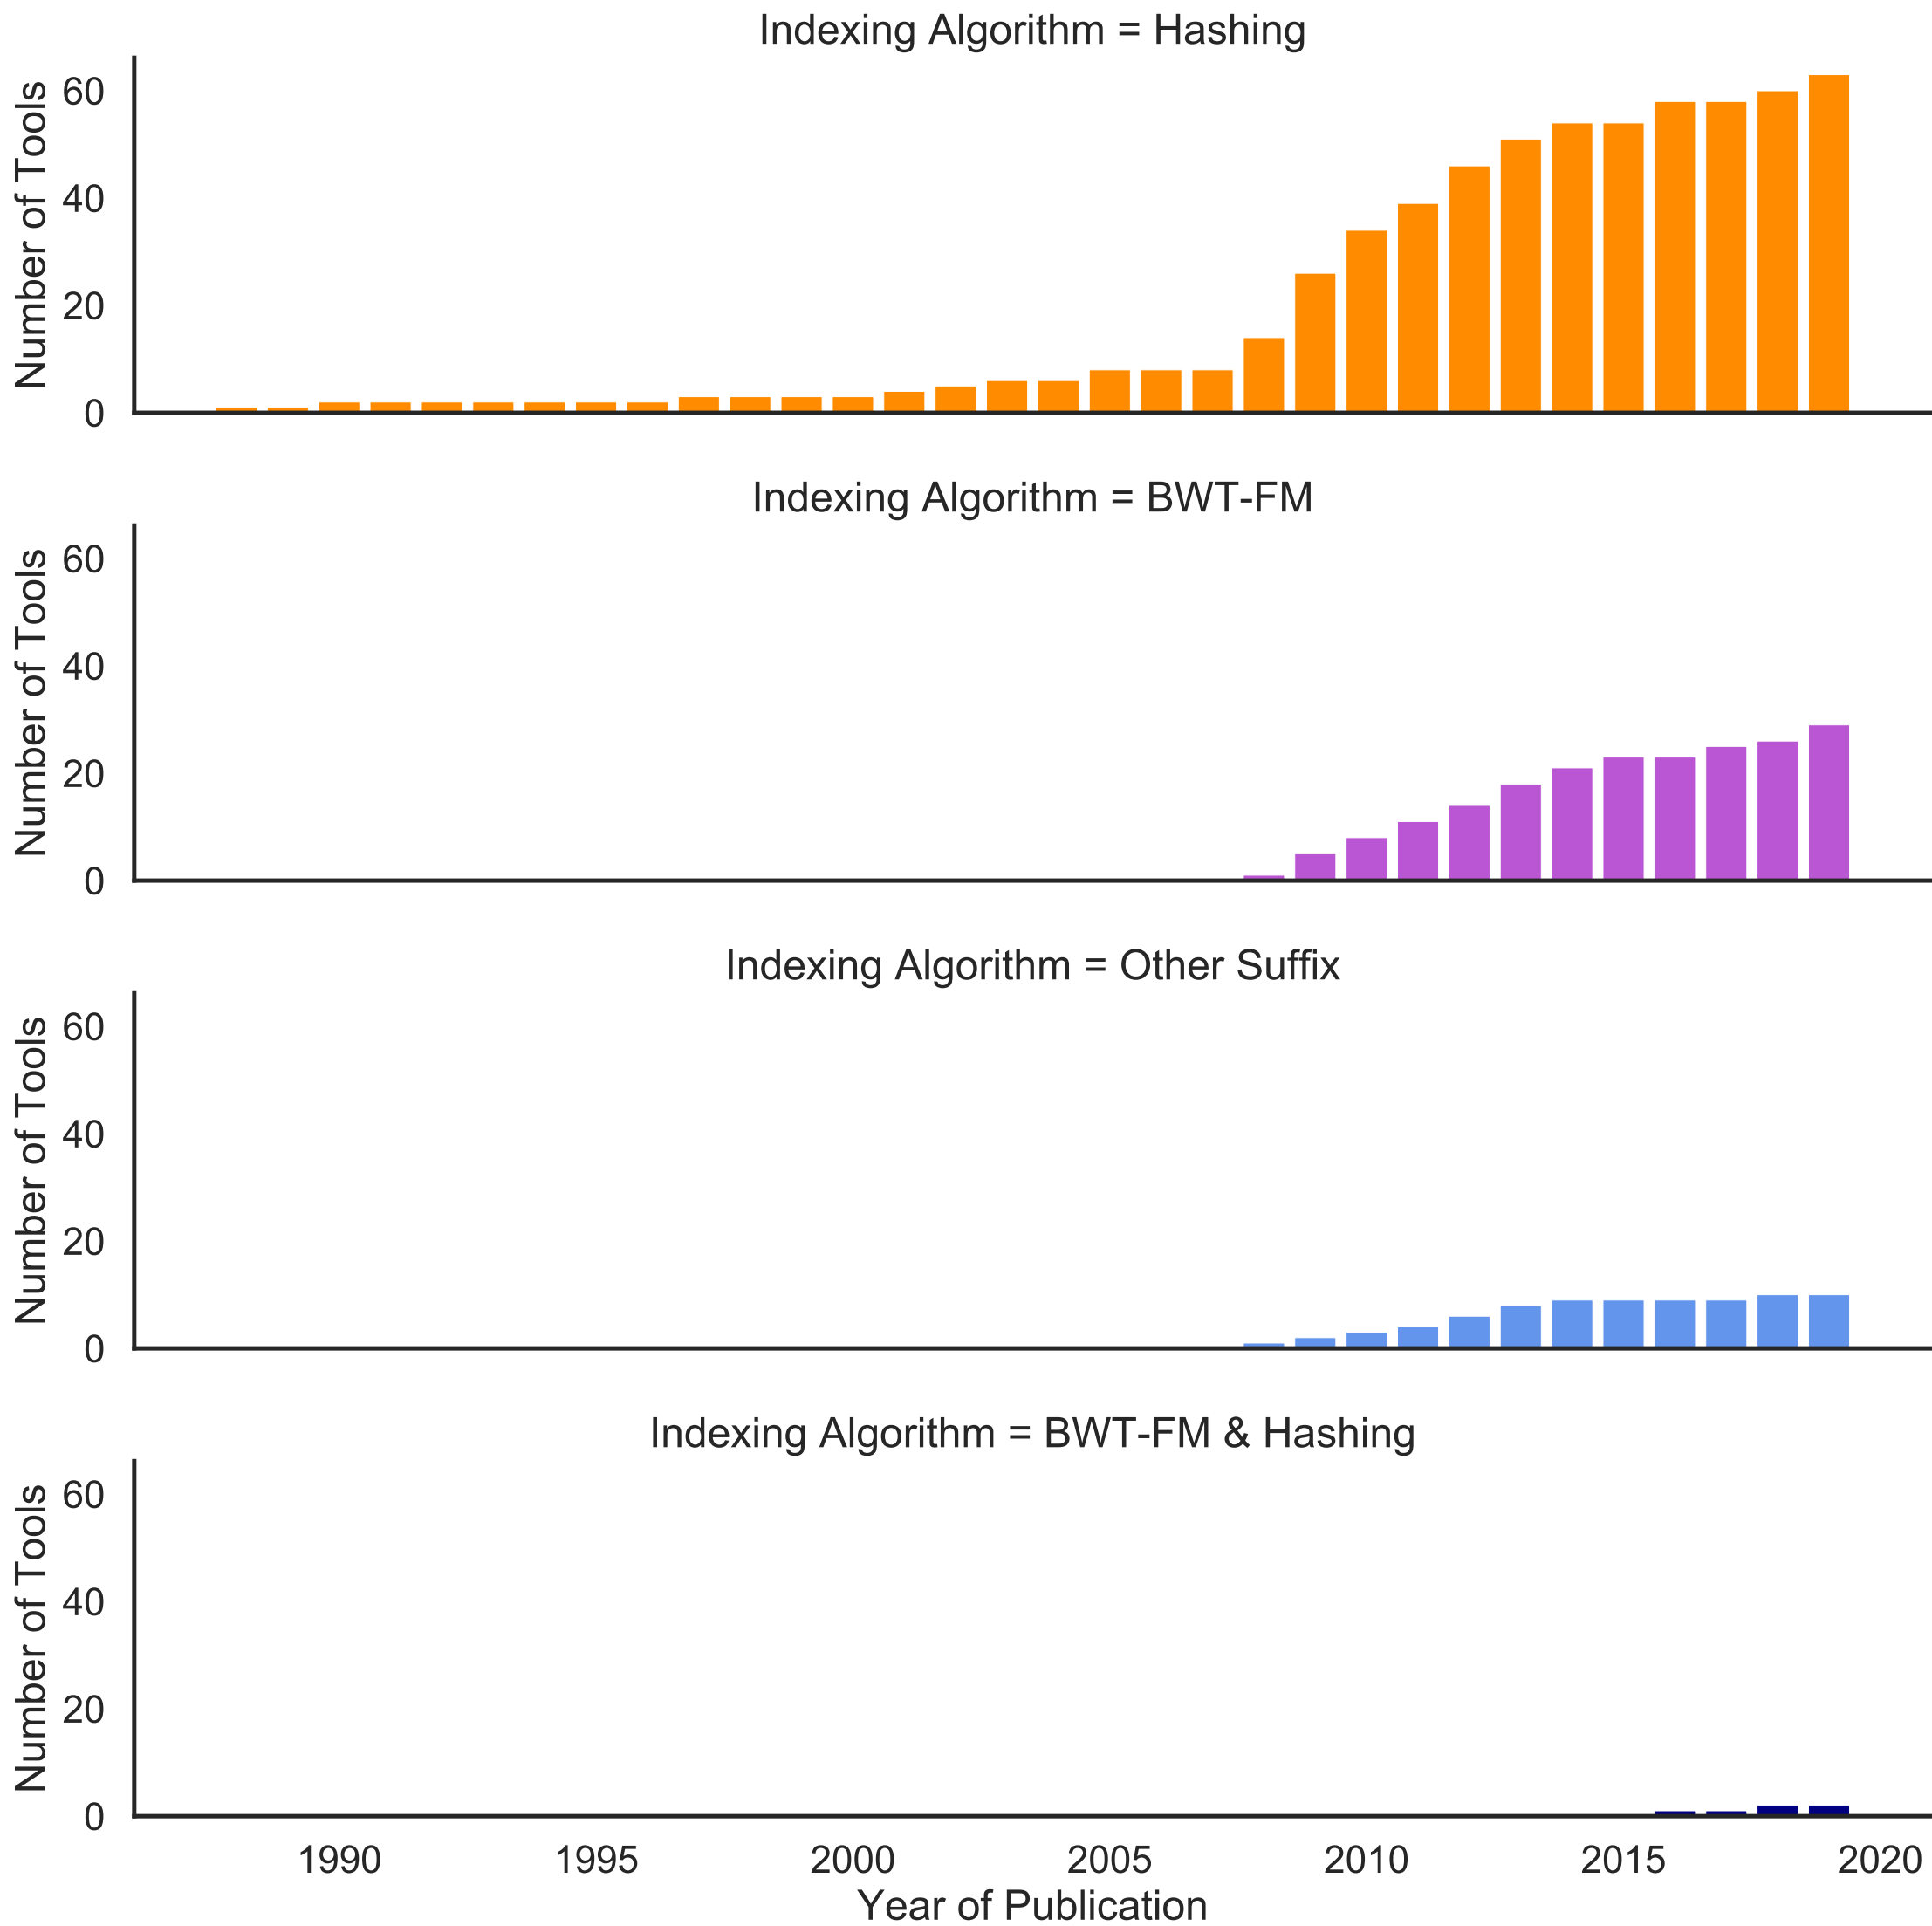 Indexing Algorithm = Hashing
Number of Tools
60
40
20
0
Indexing Algorithm = BWT-FM
Number of Tools
60
40
20
0
Indexing Algorithm = Other Suffix
Number of Tools
60
40
20
0
Indexing Algorithm = BWT-FM & Hashing
Number of Tools
60
40
20
0
1990 1995 2000 2005 2010 2015 2020
Year of Publication